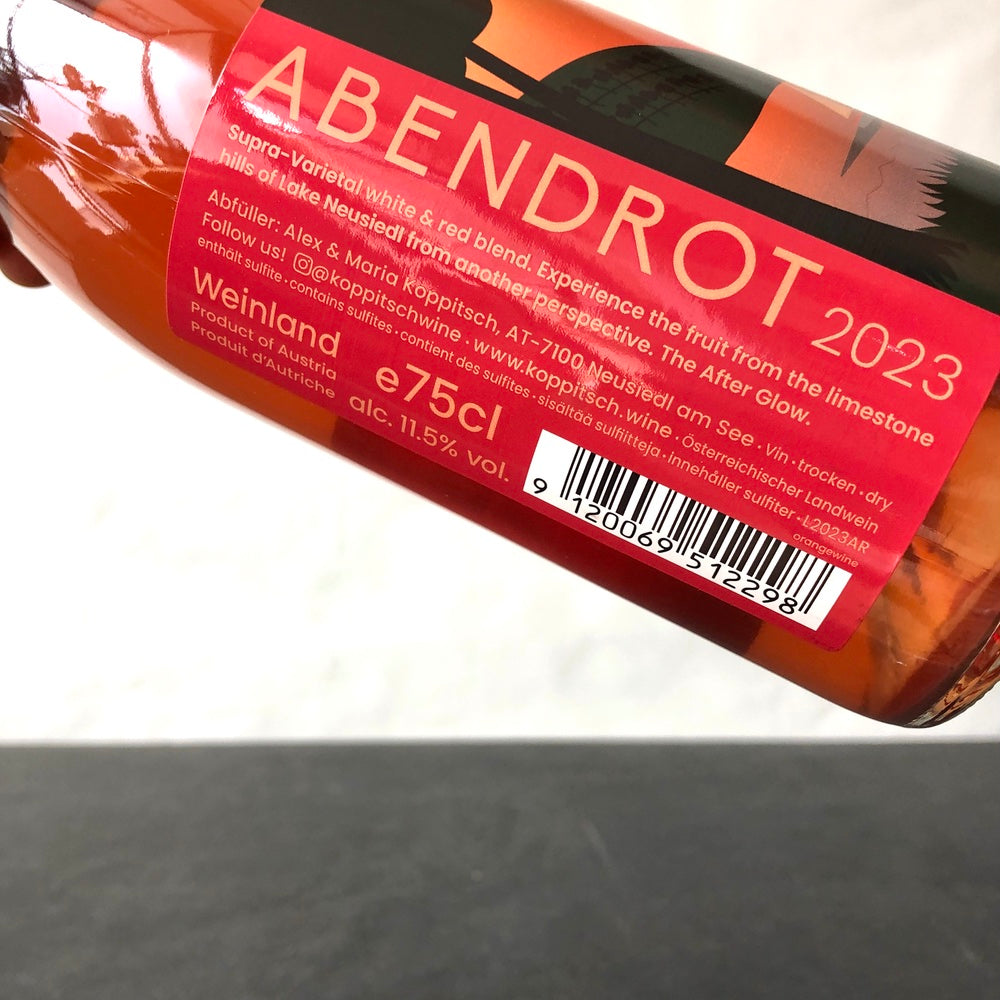 ABENDROT 2023
Supra-Varietal white & red blend. Experience the fruit from the limestone
hills of Lake Neusiedl from another perspective. The After Glow.
Abfüller: Alex & Maria Koppitsch, AT-7100 Neusiedl am See · Vin · trocken · dry
Follow us! @koppitschwine · www.koppitsch.wine · Österreichischer Landwein
enthält sulfite · contains sulfites · contient des sulfites · sisältää sulfiitteja · Innehåller sulfiter · L2023AR
orangewine
Weinland
Product of Austria
Produit d'Autriche
e75cl
alc. 11.5% vol.
9 120069 512298